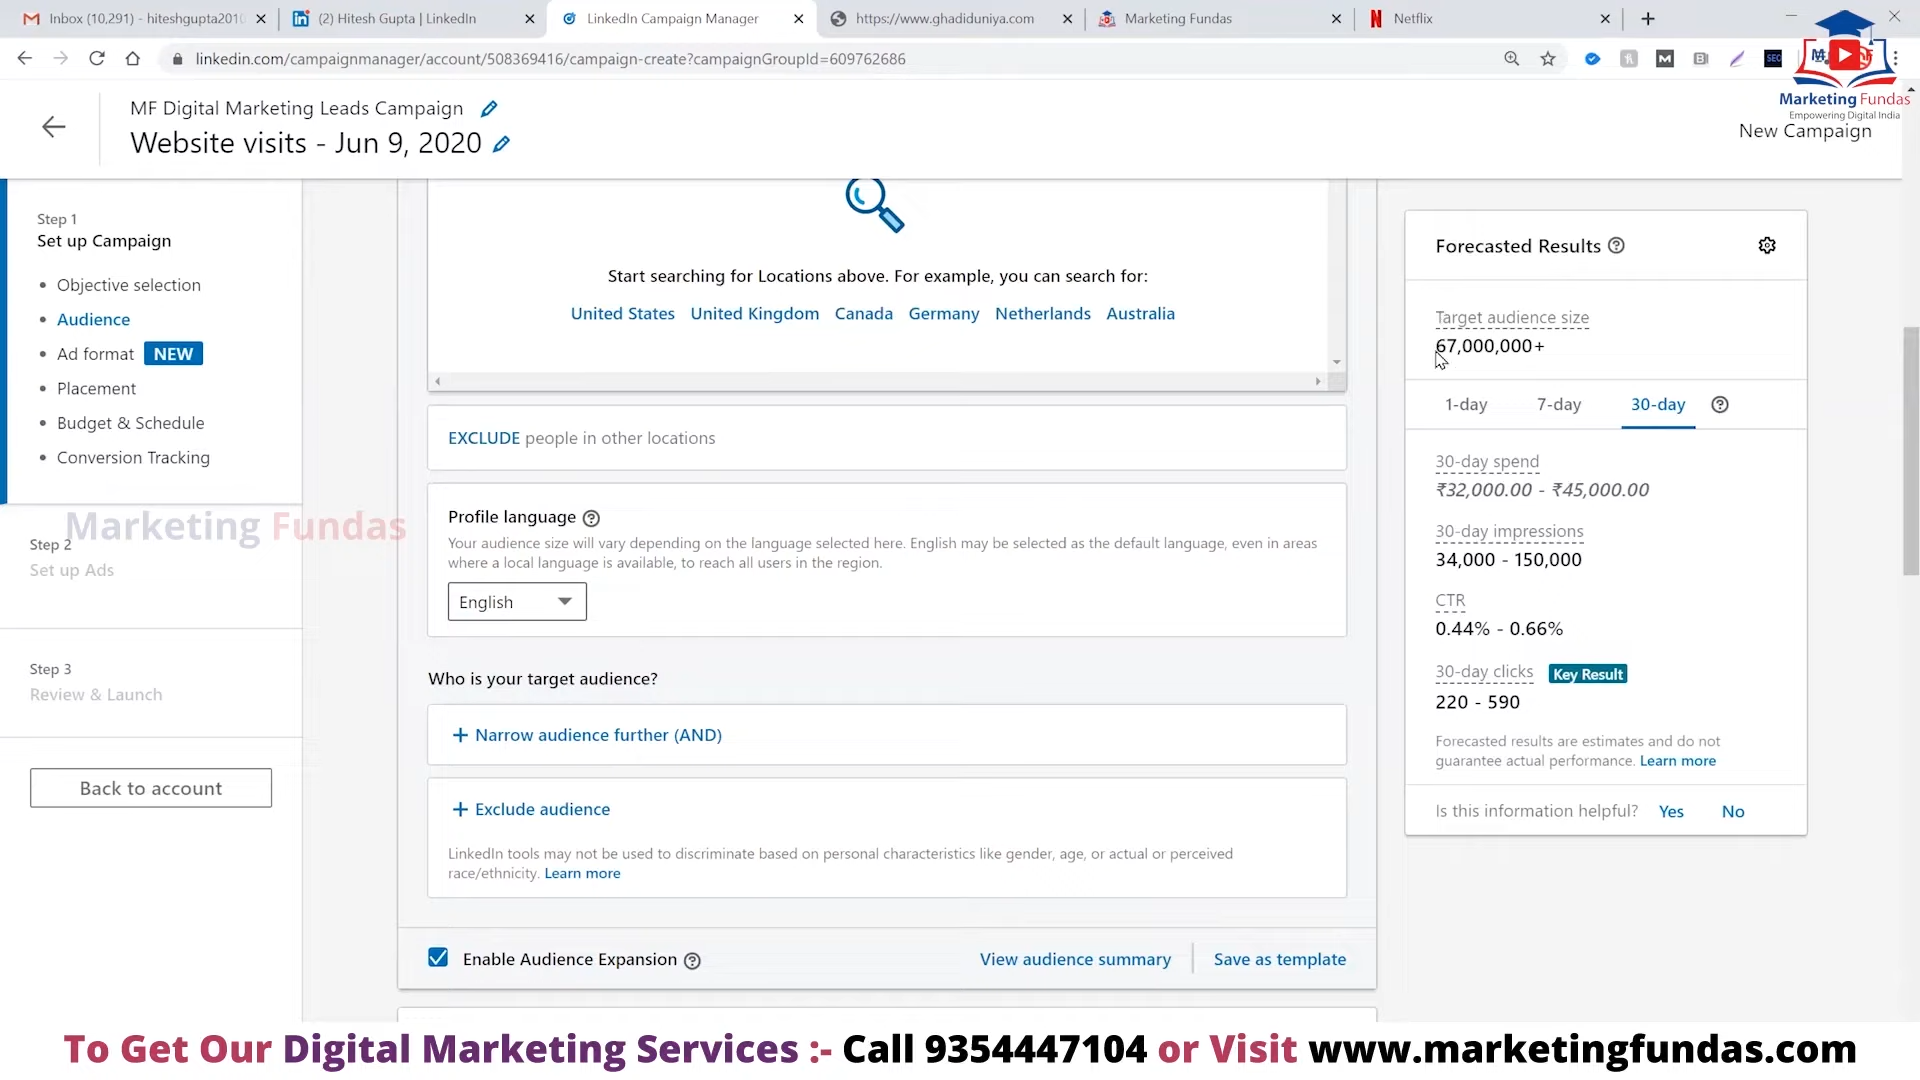 Inbox (10,291) - hiteshgupta201
(2) Hitesh Gupta | LinkedIn
LinkedIn Campaign Manager
https://www.ghadiduniya.com
Marketing Fundas
Netflix
linkedin.com/campaignmanager/account/508369416/campaign-create?campaignGroupId=609762686
Marketing Fundas
Empowering Digital India
MF Digital Marketing Leads Campaign
Website visits - Jun 9, 2020
New Campaign
Step 1
Set up Campaign
Objective selection
Audience
Ad format NEW
Placement
Budget & Schedule
Conversion Tracking
Marketing Fundas
Step 2
Set up Ads
Step 3
Review & Launch
Back to account
Start searching for Locations above. For example, you can search for:
United States United Kingdom Canada Germany Netherlands Australia
EXCLUDE people in other locations
Profile language
Your audience size will vary depending on the language selected here. English may be selected as the default language, even in areas
where a local language is available, to reach all users in the region.
English
Who is your target audience?
+ Narrow audience further (AND)
+ Exclude audience
LinkedIn tools may not be used to discriminate based on personal characteristics like gender, age, or actual or perceived
race/ethnicity. Learn more
Enable Audience Expansion
View audience summary
Save as template
Forecasted Results
Target audience size
67,000,000+
1-day 7-day 30-day
30-day spend
₹32,000.00 - ₹45,000.00
30-day impressions
34,000 - 150,000
CTR
0.44% - 0.66%
30-day clicks Key Result
220 - 590
Forecasted results are estimates and do not
guarantee actual performance. Learn more
Is this information helpful? Yes No
To Get Our Digital Marketing Services :- Call 9354447104 or Visit www.marketingfundas.com